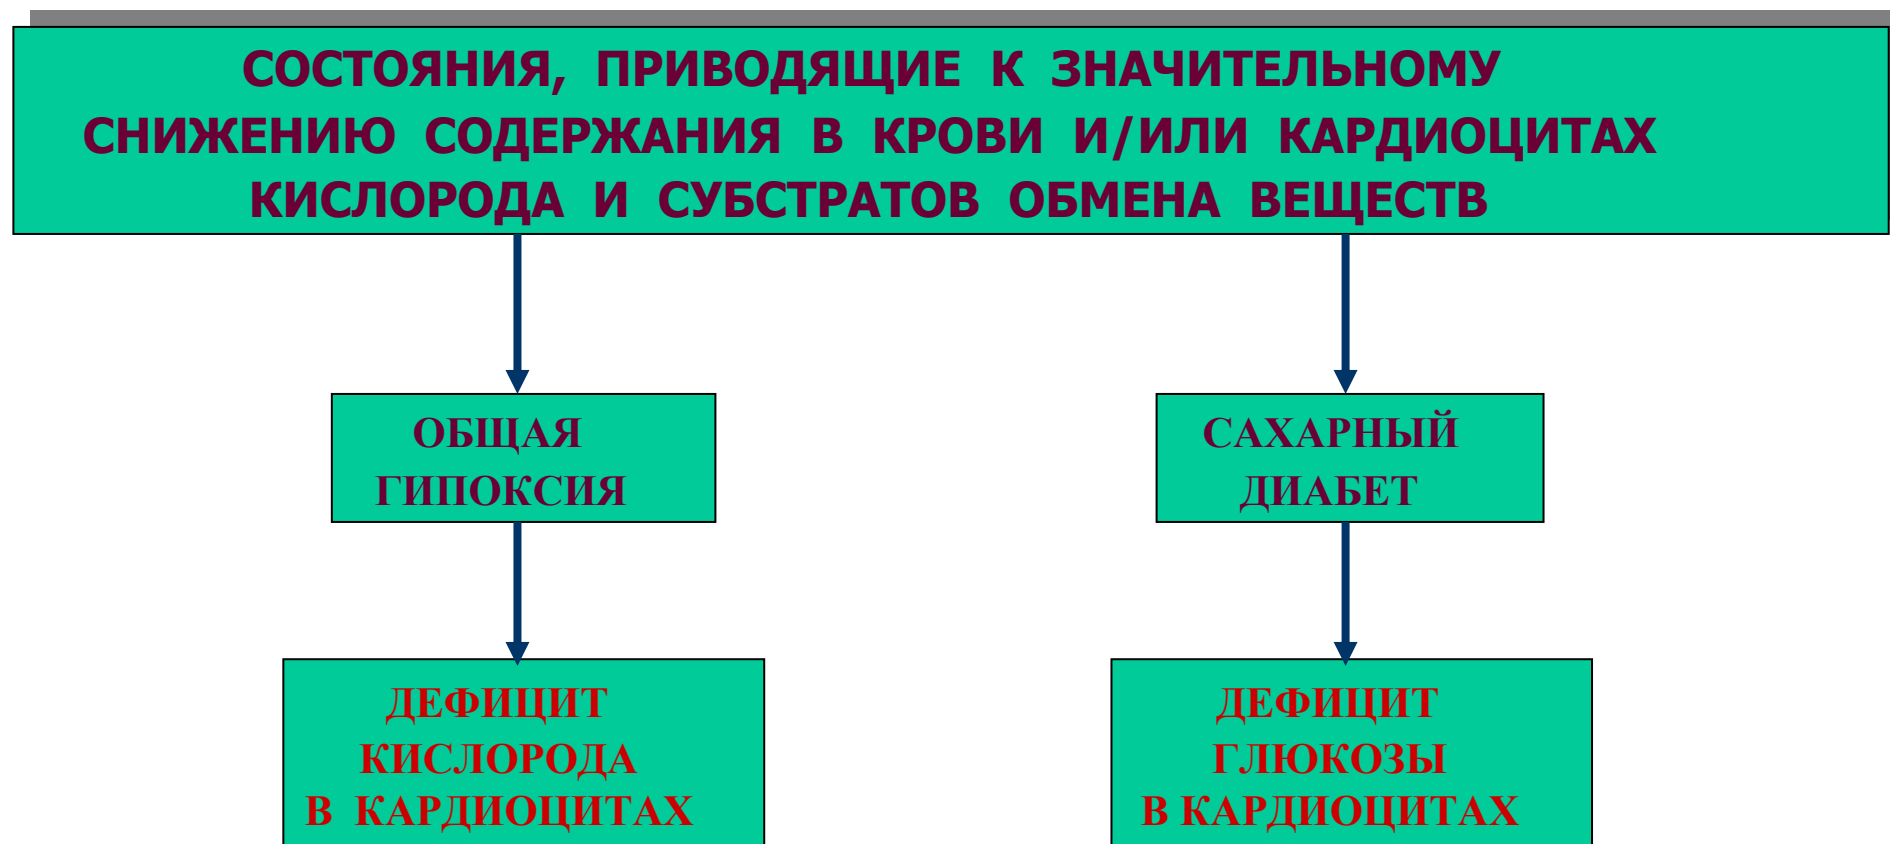 СОСТОЯНИЯ, ПРИВОДЯЩИЕ К ЗНАЧИТЕЛЬНОМУ
СНИЖЕНИЮ СОДЕРЖАНИЯ В КРОВИ И/ИЛИ КАРДИОЦИТАХ
КИСЛОРОДА И СУБСТРАТОВ ОБМЕНА ВЕЩЕСТВ
ОБЩАЯ
ГИПОКСИЯ
САХАРНЫЙ
ДИАБЕТ
ДЕФИЦИТ
КИСЛОРОДА
В КАРДИОЦИТАХ
ДЕФИЦИТ
ГЛЮКОЗЫ
В КАРДИОЦИТАХ